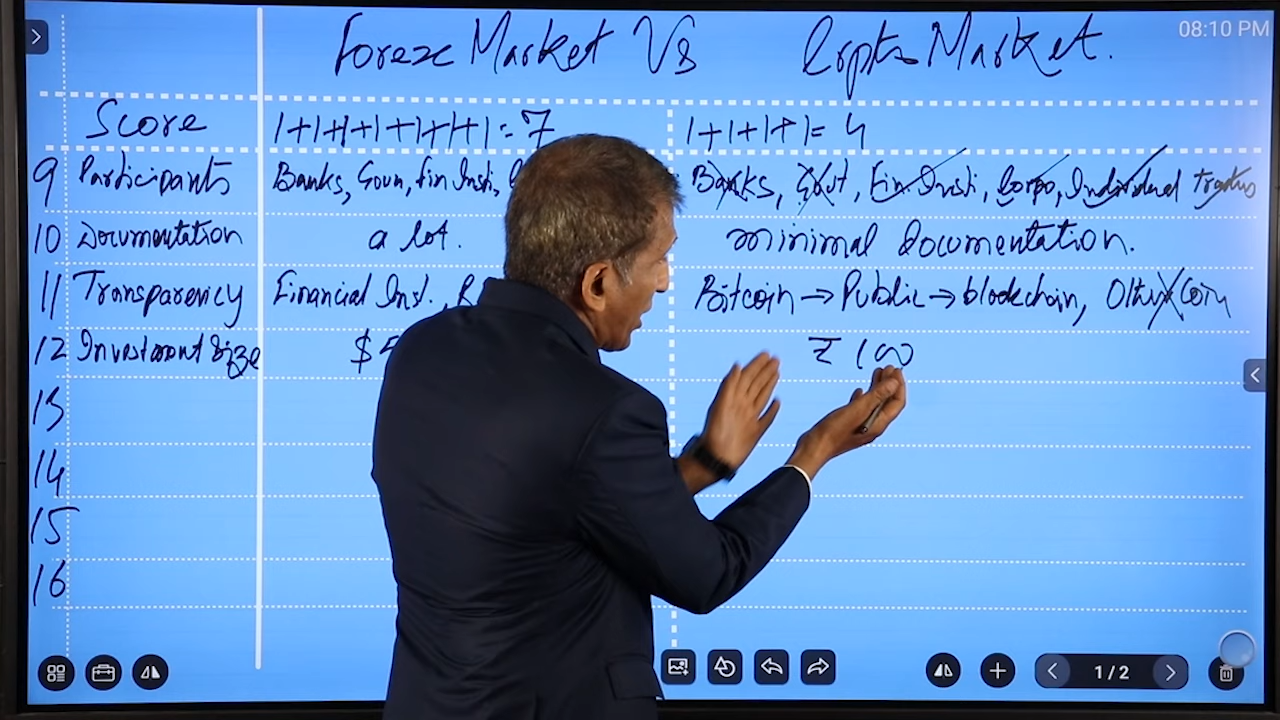 08:10 PM
Forex Market Vs Crpto Market.
Score 1+1+1+1+1+1+1 = 7 1+1+1+1 = 4
9 Participants Banks, Govn, fin Insti, Banks, Govt, Fin Insti, Corpo, Individual traders
10 Documentation a lot. minimal documentation.
11 Transparency Financial Inst., Bitcoin → Public → blockchain, Other Coin
12 Investment Size $ ₹ 100
13
14
15
16
1/2